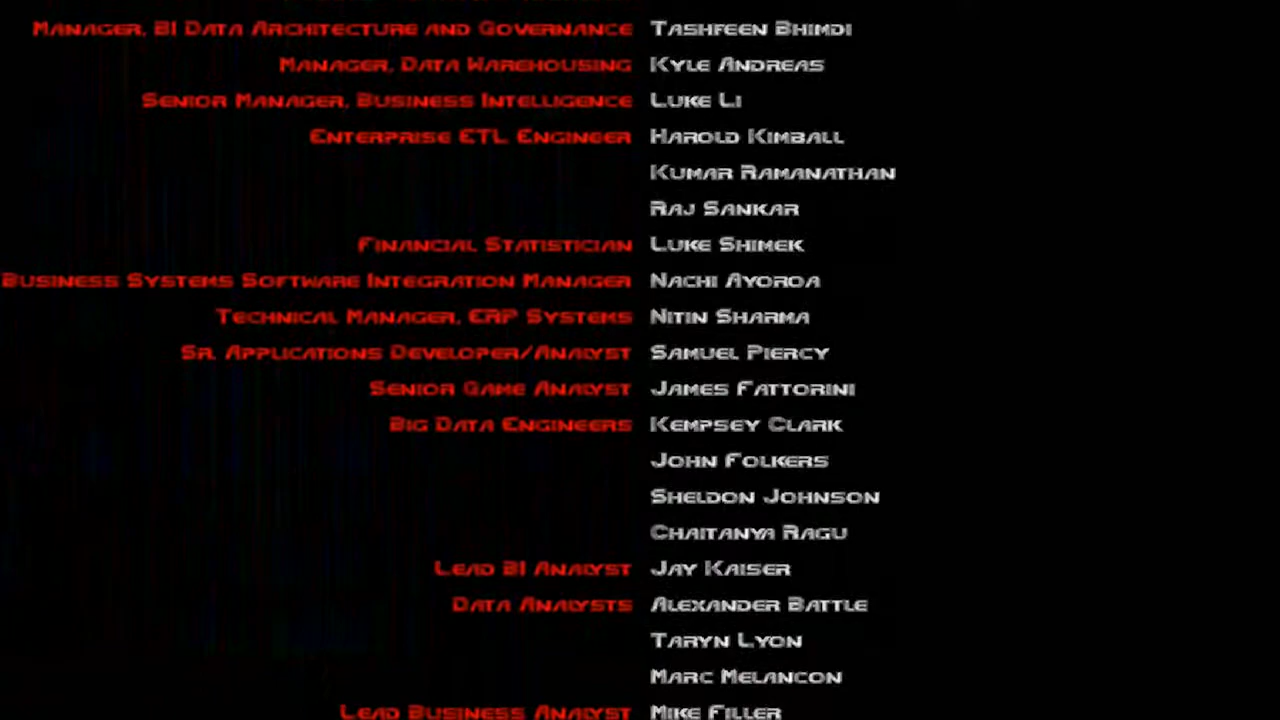 Manager, BI Data Architecture and Governance Tashfeen Bhimdi
Manager, Data Warehousing Kyle Andreas
Senior Manager, Business Intelligence Luke Li
Enterprise ETL Engineer Harold Kimball
Kumar Ramanathan
Raj Sankar
Financial Statistician Luke Shimek
Business Systems Software Integration Manager Nachi Ayoroa
Technical Manager, ERP Systems Nitin Sharma
Sr. Applications Developer/Analyst Samuel Piercy
Senior Game Analyst James Fattorini
Big Data Engineers Kempsey Clark
John Folkers
Sheldon Johnson
Chaitanya Ragu
Lead BI Analyst Jay Kaiser
Data Analysts Alexander Battle
Taryn Lyon
Marc Melancon
Lead Business Analyst Mike Filler